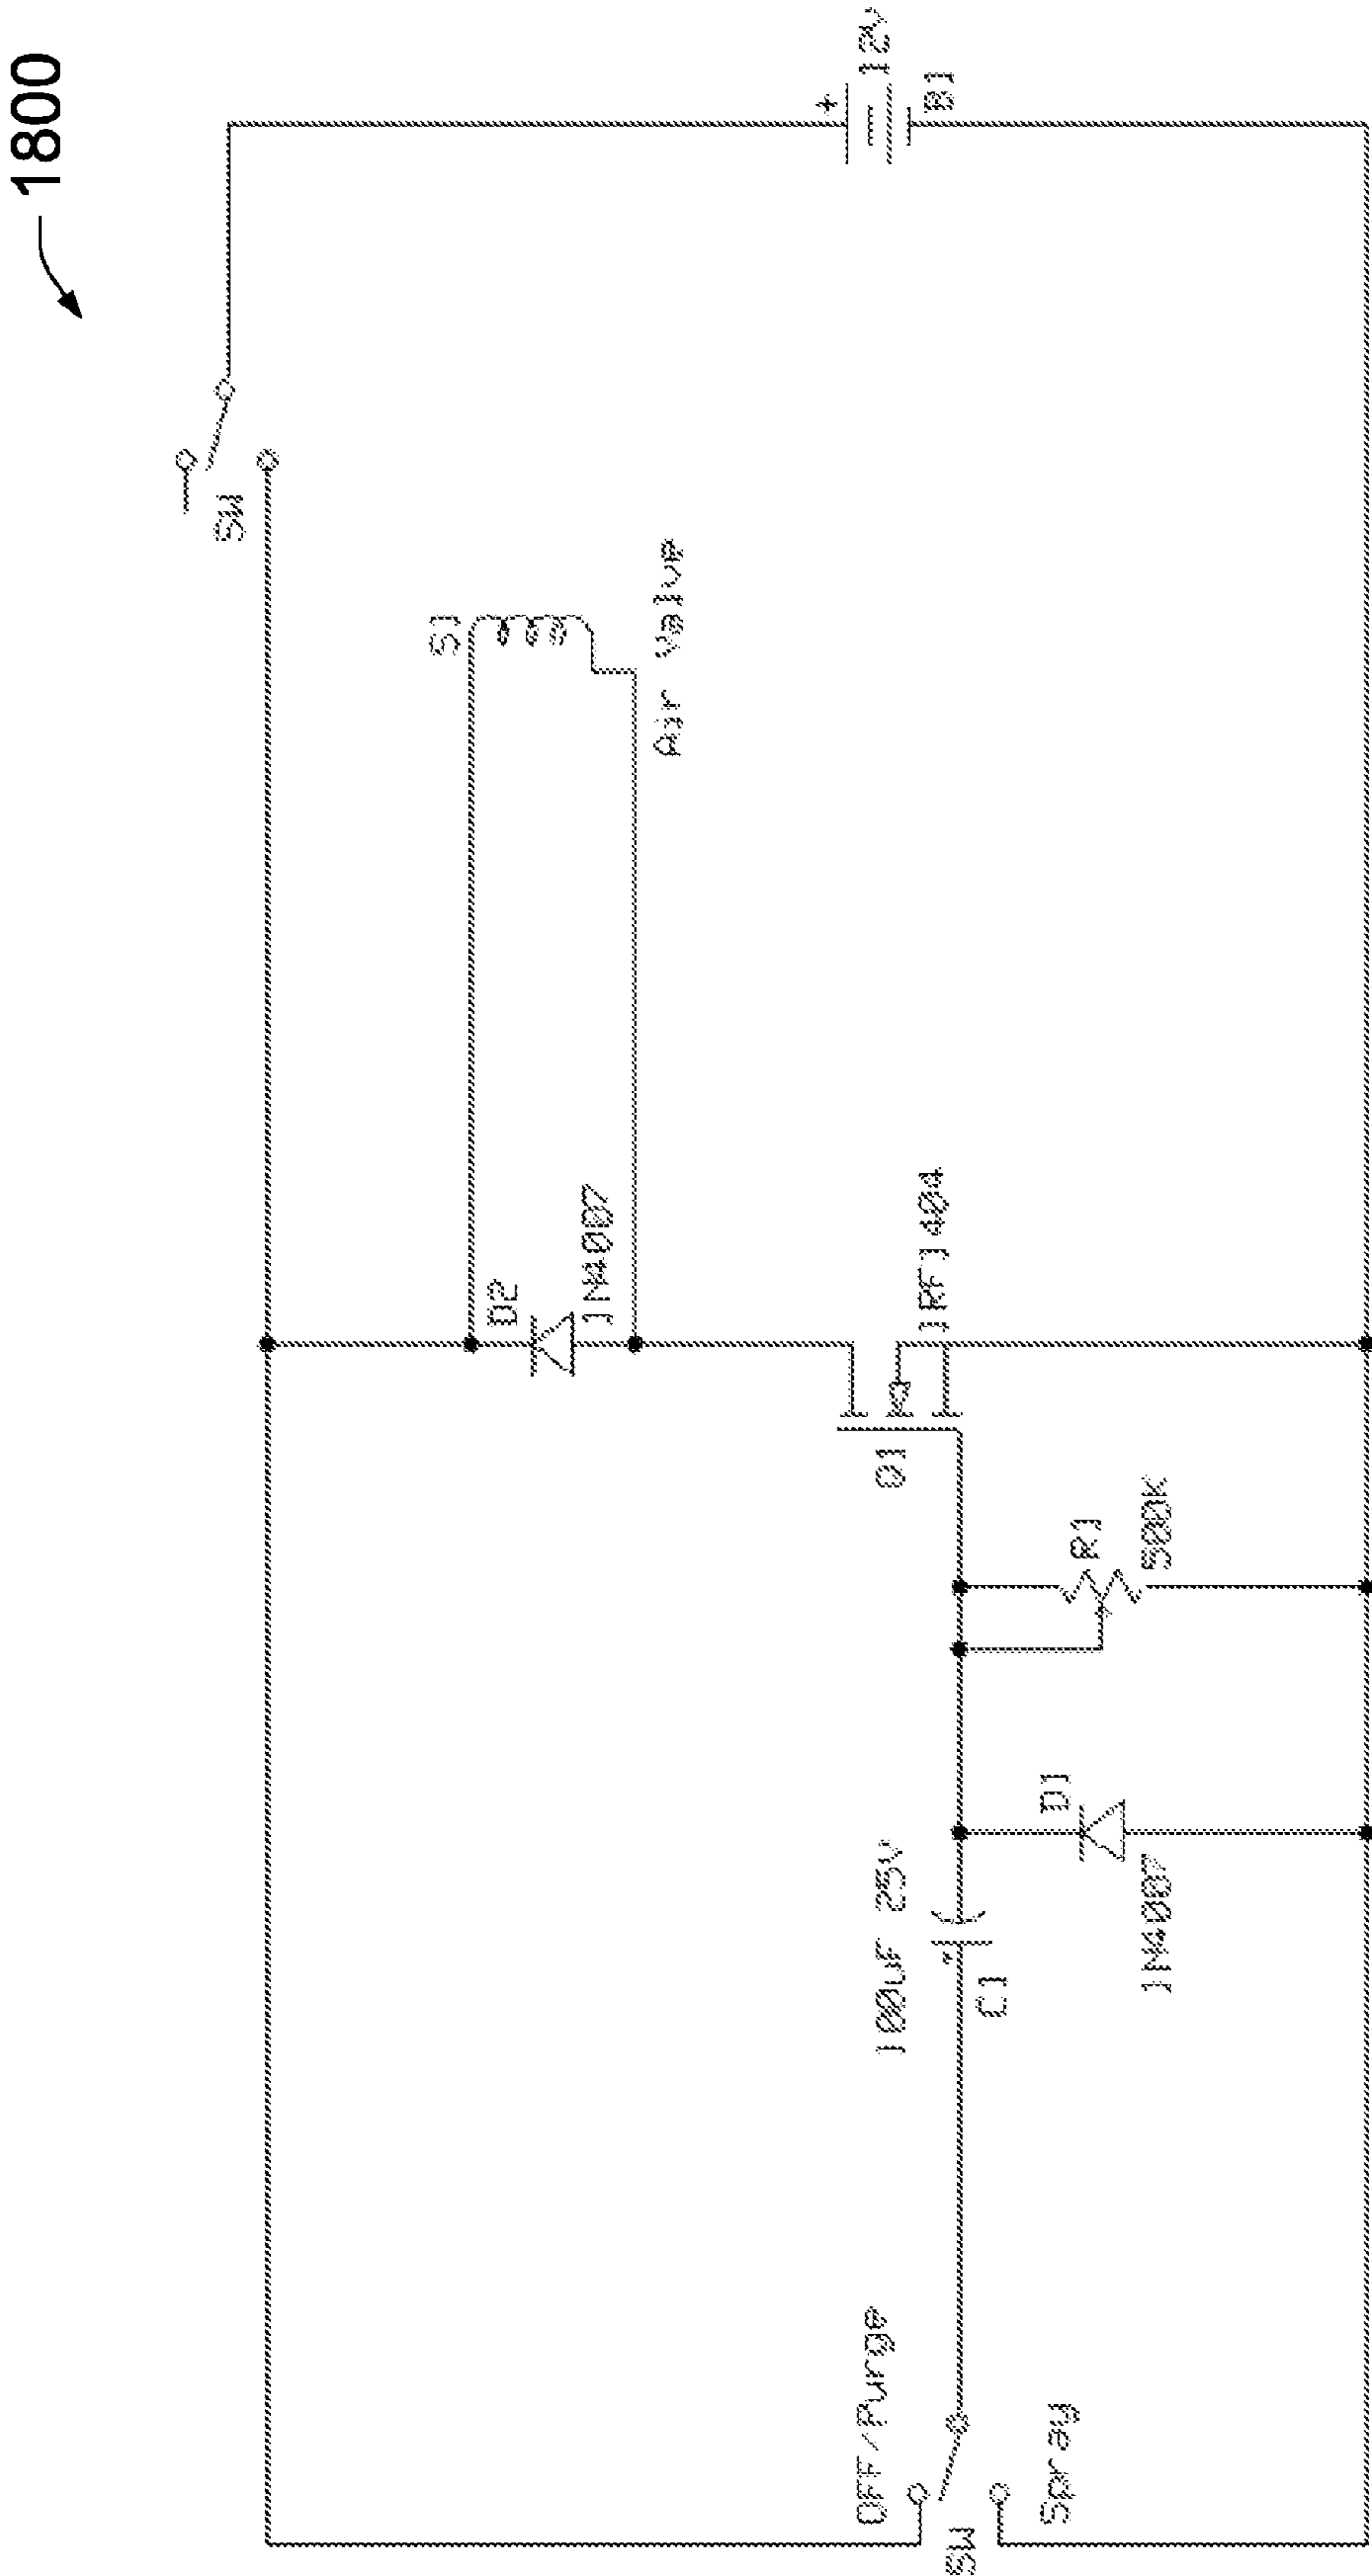 1800
SW
12V
B1
+
S1
Air Valve
D2
1N4007
IRF1404
Q1
R1
500K
D1
1N4007
100uF 25V
+
C1
OFF/Purge
SW
Spray